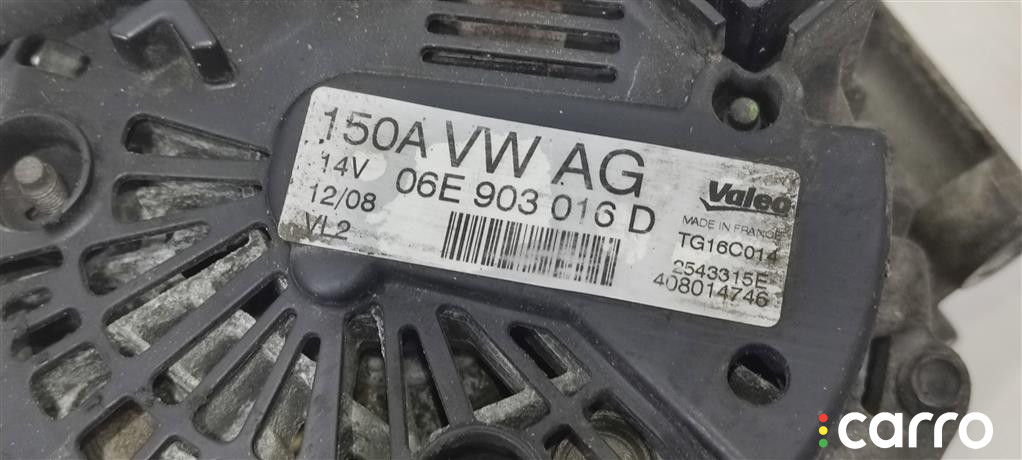 150A VW AG
14V 06E 903 016 D
12/08
VL2
Valeo
MADE IN FRANCE
TG16C014
2543315E
408014746
carro